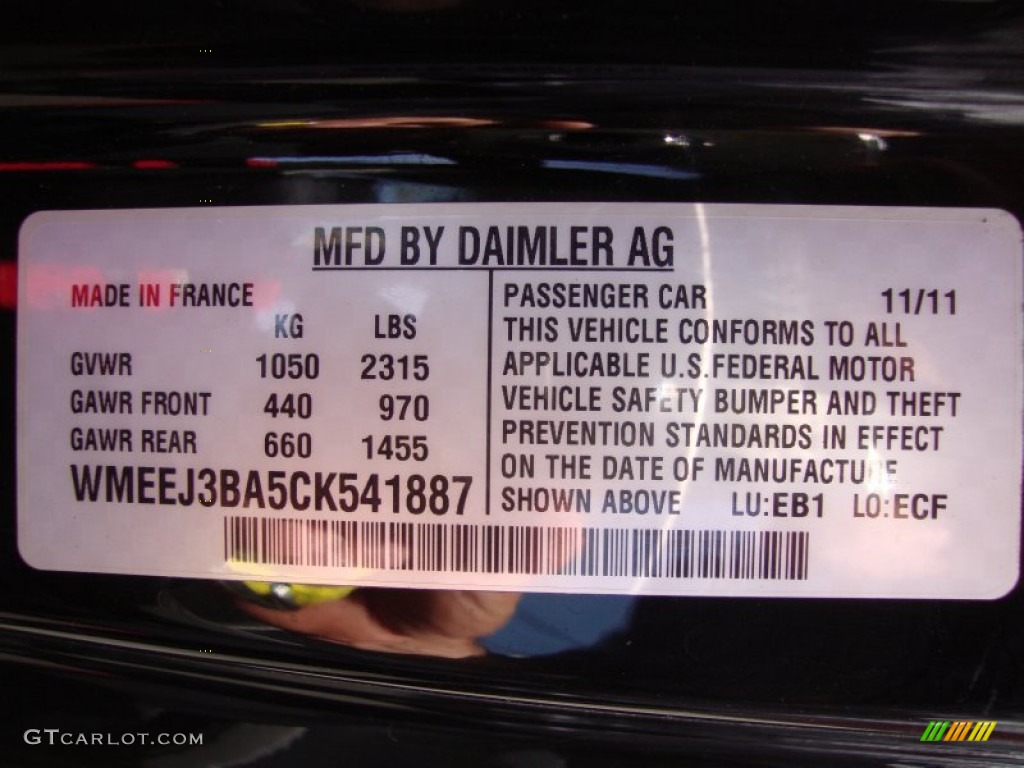 MFD BY DAIMLER AG
MADE IN FRANCE
KG LBS
GVWR 1050 2315
GAWR FRONT 440 970
GAWR REAR 660 1455
WMEEJ3BA5CK541887
PASSENGER CAR 11/11
THIS VEHICLE CONFORMS TO ALL
APPLICABLE U.S.FEDERAL MOTOR
VEHICLE SAFETY BUMPER AND THEFT
PREVENTION STANDARDS IN EFFECT
ON THE DATE OF MANUFACTURE
SHOWN ABOVE LU:EB1 LO:ECF
GTCARLOT.COM